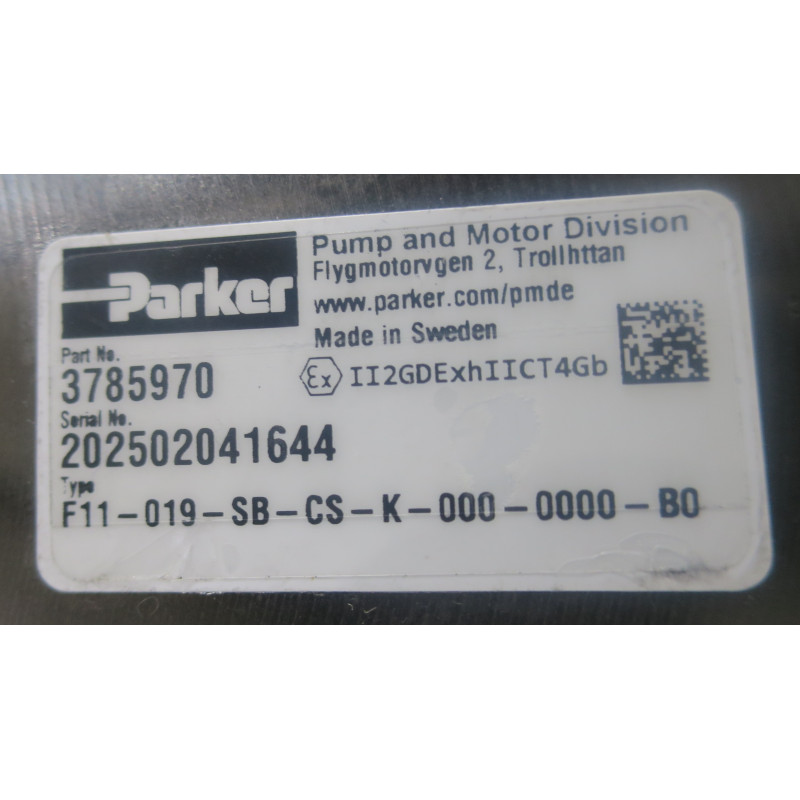 Parker
Pump and Motor Division
Flygmotorvgen 2, Trollhttan
www.parker.com/pmde
Made in Sweden
Part No.
3785970
Ex II2GDExhIICT4Gb
Serial No.
202502041644
Type
F11-019-SB-CS-K-000-0000-B0